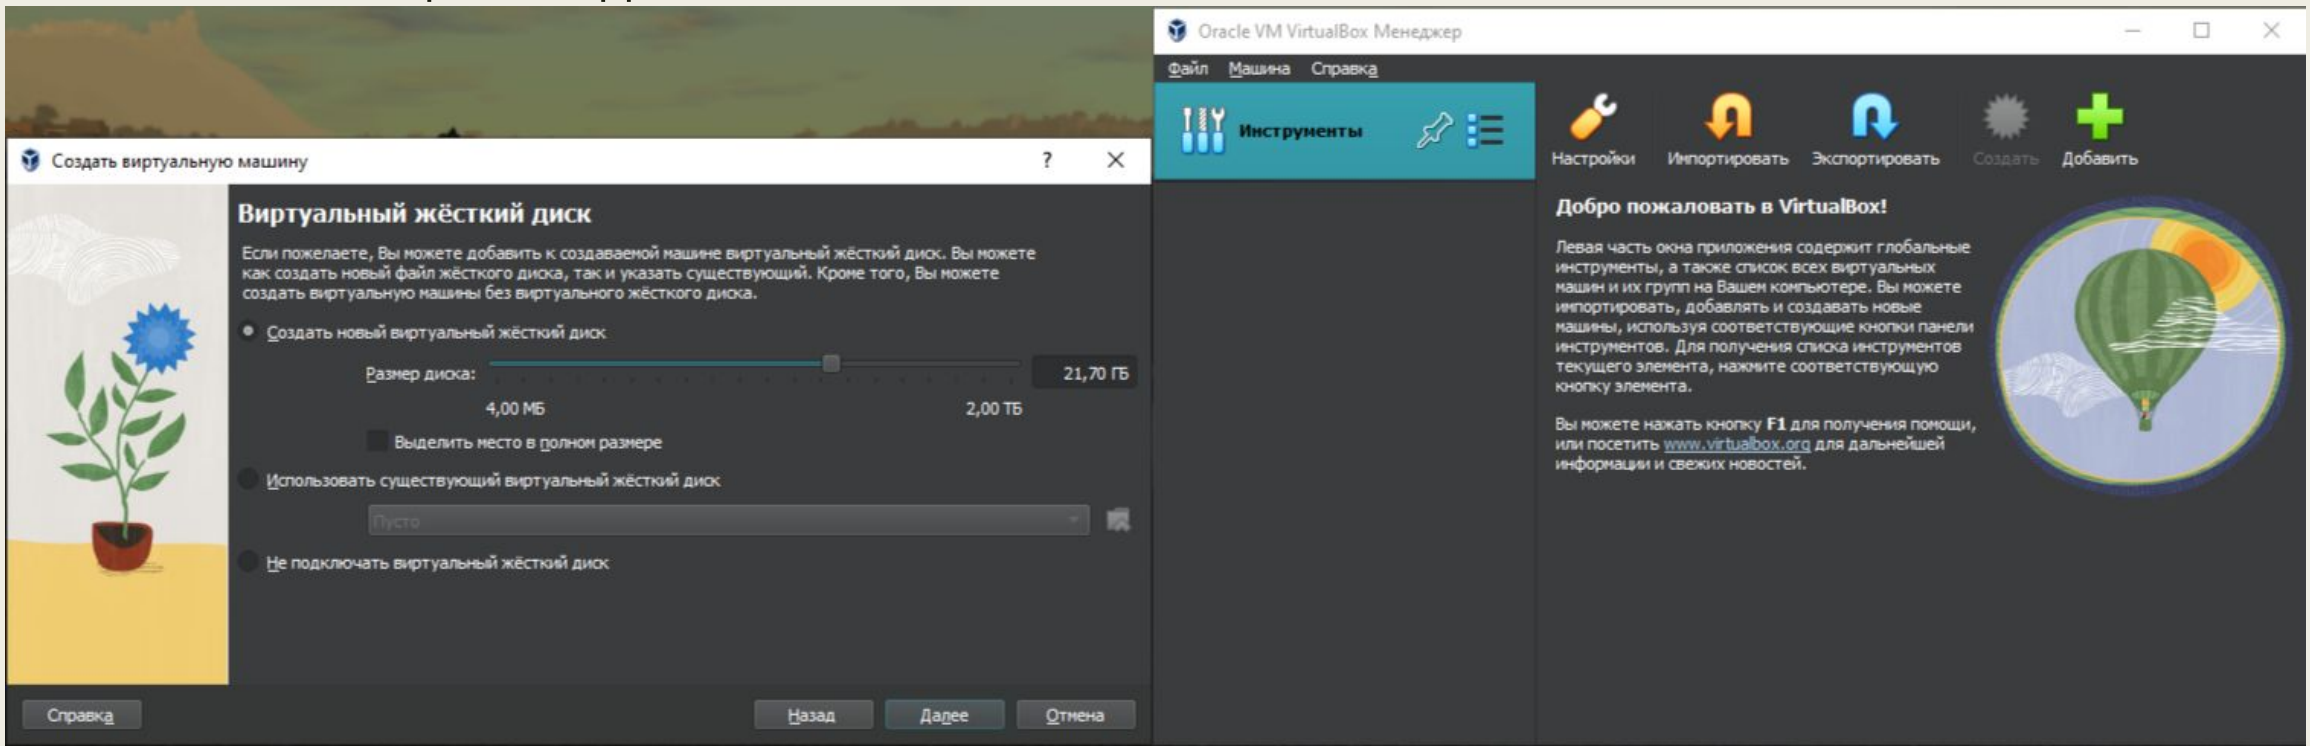 Создать виртуальную машину
Виртуальный жёсткий диск
Если пожелаете, Вы можете добавить к создаваемой машине виртуальный жёсткий диск. Вы можете
как создать новый файл жёсткого диска, так и указать существующий. Кроме того, Вы можете
создать виртуальную машины без виртуального жёсткого диска.
Создать новый виртуальный жёсткий диск
Размер диска:
21,70 ГБ
4,00 МБ 2,00 ТБ
Выделить место в полном размере
Использовать существующий виртуальный жёсткий диск
Пусто
Не подключать виртуальный жёсткий диск
Справка Назад Далее Отмена
Oracle VM VirtualBox Менеджер
Файл Машина Справка
Инструменты
Настройки Импортировать Экспортировать Создать Добавить
Добро пожаловать в VirtualBox!
Левая часть окна приложения содержит глобальные
инструменты, а также список всех виртуальных
машин и их групп на Вашем компьютере. Вы можете
импортировать, добавлять и создавать новые
машины, используя соответствующие кнопки панели
инструментов. Для получения списка инструментов
текущего элемента, нажмите соответствующую
кнопку элемента.
Вы можете нажать кнопку F1 для получения помощи,
или посетить www.virtualbox.org для дальнейшей
информации и свежих новостей.